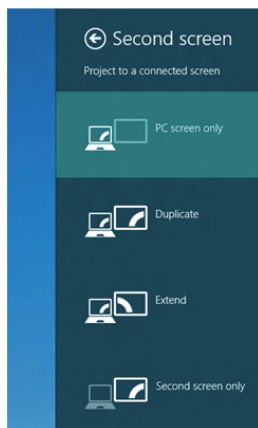 Second screen
Project to a connected screen
PC screen only
Duplicate
Extend
Second screen only